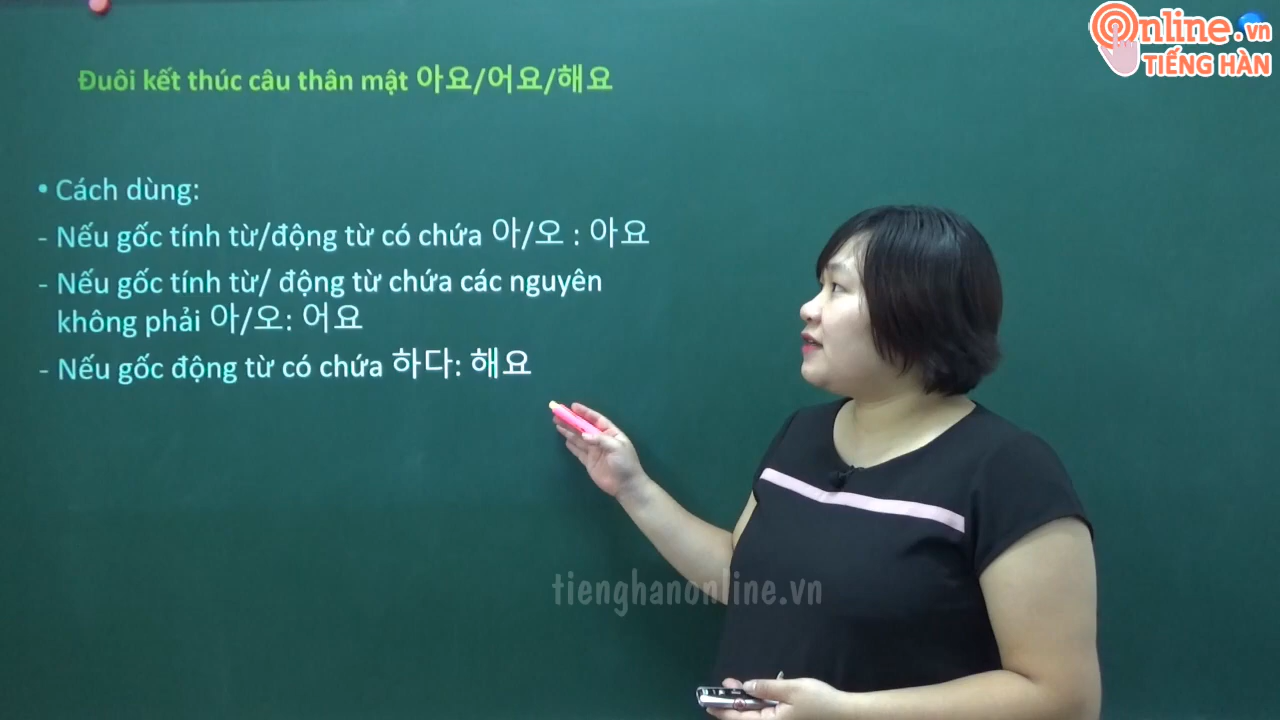 Online.vn
TIẾNG HÀN
Đuôi kết thúc câu thân mật 아요/어요/해요
• Cách dùng:
- Nếu gốc tính từ/động từ có chứa 아/오 : 아요
- Nếu gốc tính từ/ động từ chứa các nguyên
không phải 아/오: 어요
- Nếu gốc động từ có chứa 하다: 해요
tienghanonline.vn